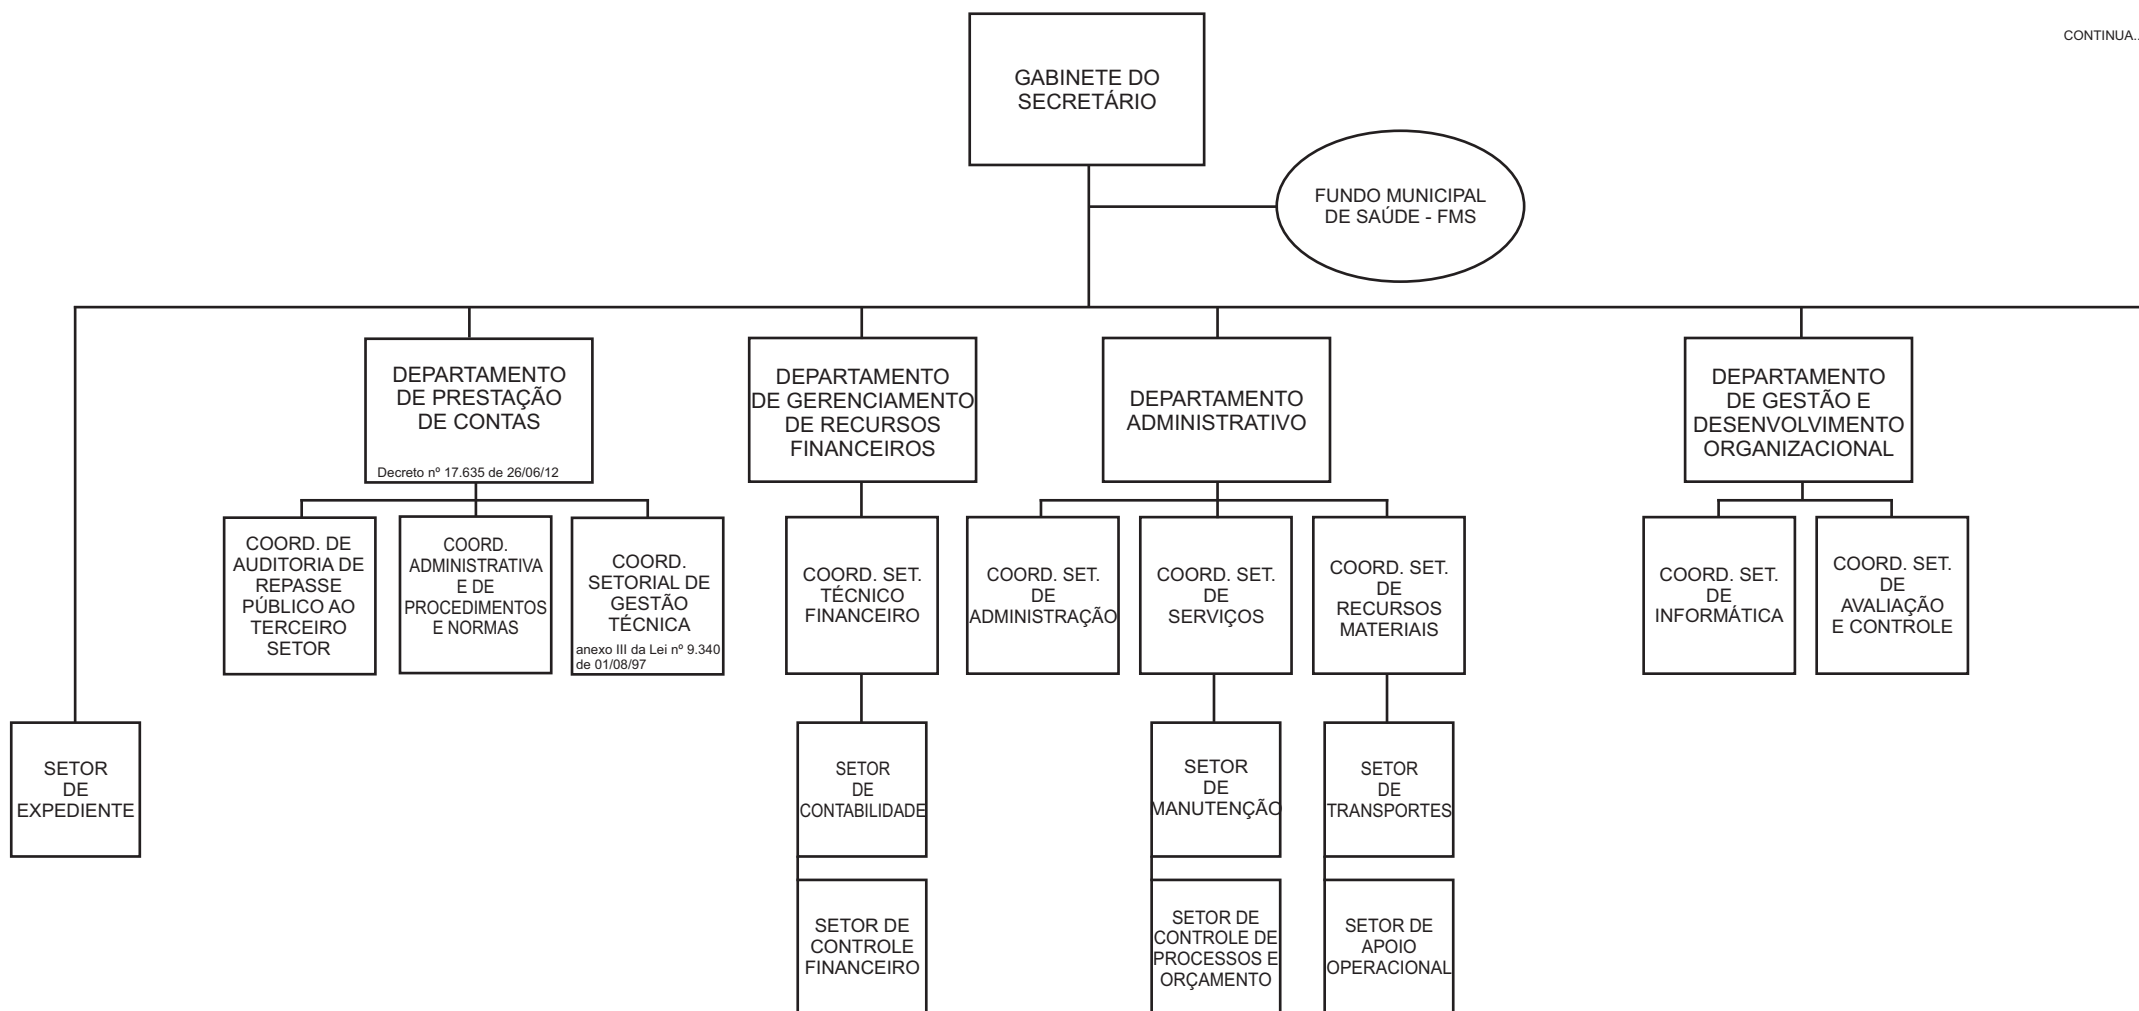 CONTINUA..
GABINETE DO
SECRETÁRIO
FUNDO MUNICIPAL
DE SAÚDE - FMS
DEPARTAMENTO
DE PRESTAÇÃO
DE CONTAS
Decreto nº 17.635 de 26/06/12
DEPARTAMENTO
DE GERENCIAMENTO
DE RECURSOS
FINANCEIROS
DEPARTAMENTO
ADMINISTRATIVO
DEPARTAMENTO
DE GESTÃO E
DESENVOLVIMENTO
ORGANIZACIONAL
COORD. DE
AUDITORIA DE
REPASSE
PÚBLICO AO
TERCEIRO
SETOR
COORD.
ADMINISTRATIVA
E DE
PROCEDIMENTOS
E NORMAS
COORD.
SETORIAL DE
GESTÃO
TÉCNICA
anexo III da Lei nº 9.340
de 01/08/97
COORD. SET.
TÉCNICO
FINANCEIRO
COORD. SET.
DE
ADMINISTRAÇÃO
COORD. SET.
DE
SERVIÇOS
COORD. SET.
DE
RECURSOS
MATERIAIS
COORD. SET.
DE
INFORMÁTICA
COORD. SET.
DE
AVALIAÇÃO
E CONTROLE
SETOR
DE
EXPEDIENTE
SETOR
DE
CONTABILIDADE
SETOR
DE
MANUTENÇÃO
SETOR
DE
TRANSPORTES
SETOR DE
CONTROLE
FINANCEIRO
SETOR DE
CONTROLE DE
PROCESSOS E
ORÇAMENTO
SETOR DE
APOIO
OPERACIONAL